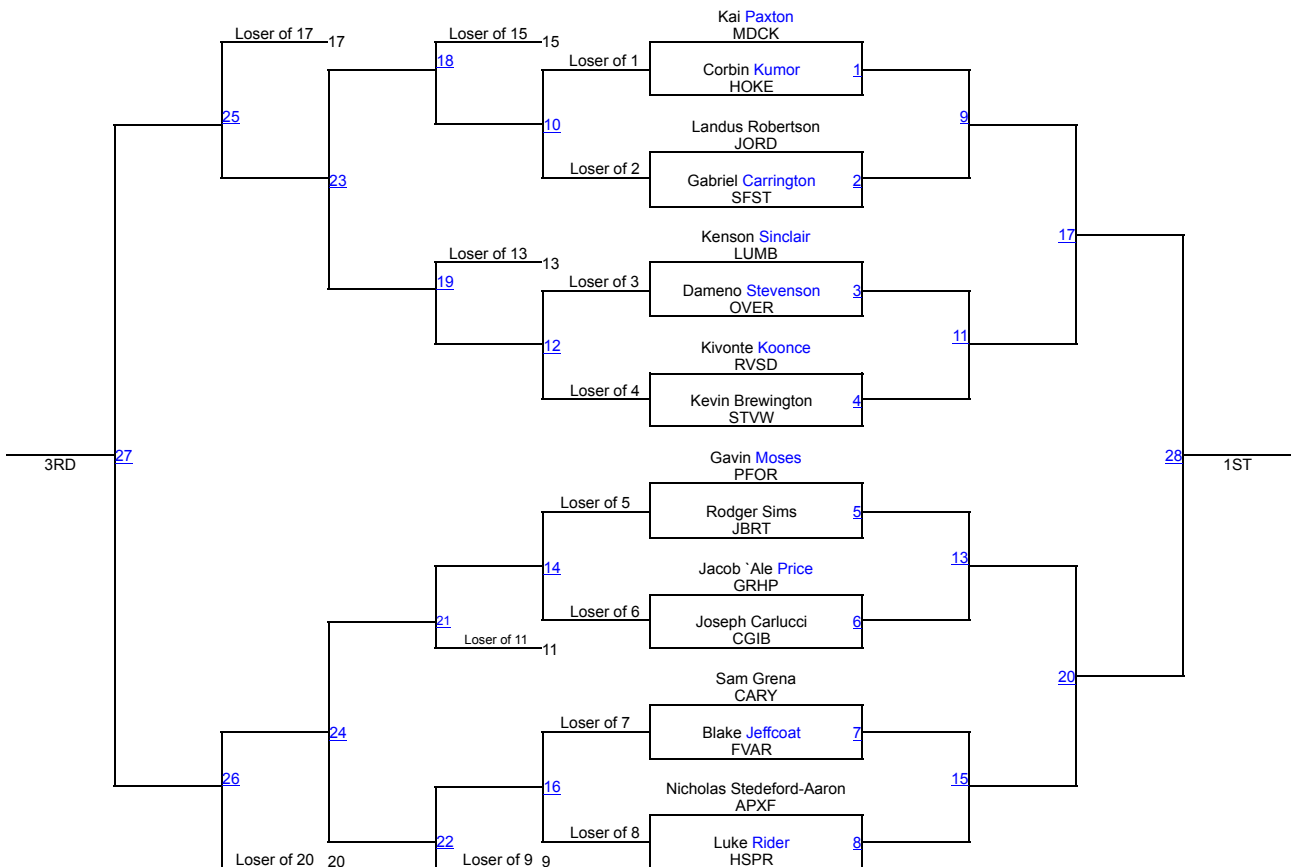 Kai Paxton
Loser of 17 17
Loser of 15 15
MDCK
18
Loser of 1
Corbin Kumor 1
HOKE
25
10
9
Landus Robertson
JORD
Loser of 2
23
Gabriel Carrington 2
SFST
Kenson Sinclair
17
LUMB
Loser of 13 13
19
Loser of 3
Dameno Stevenson 3
OVER
11
12
Kivonte Koonce
RVSD
Loser of 4
Kevin Brewington 4
STVW
27
3RD
Gavin Moses
28
1ST
PFOR
Loser of 5
Rodger Sims 5
JBRT
13
14
Jacob `Ale Price
GRHP
Loser of 6
21
Joseph Carlucci 6
CGIB
Loser of 11 11
Sam Grena
20
CARY
Loser of 7
24
Blake Jeffcoat 7
FVAR
26
16
15
Nicholas Stedeford-Aaron
APXF
Loser of 8
22
Luke Rider 8
HSPR
Loser of 20 20
Loser of 9 9